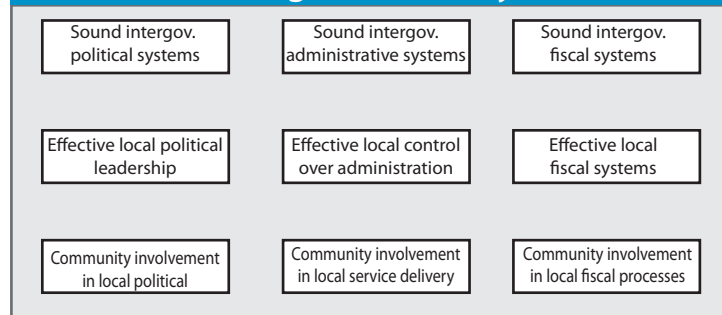 Sound intergov.
political systems
Sound intergov.
administrative systems
Sound intergov.
fiscal systems
Effective local political
leadership
Effective local control
over administration
Effective local
fiscal systems
Community involvement
in local political
Community involvement
in local service delivery
Community involvement
in local fiscal processes